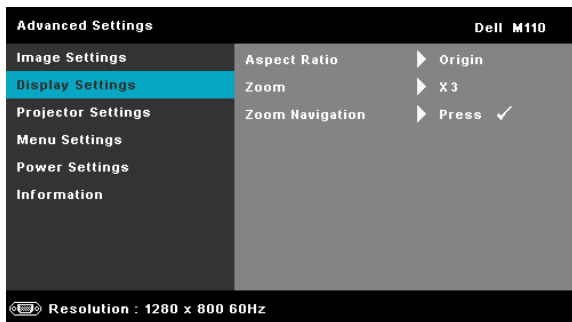 Advanced Settings Dell M110
Image Settings
Display Settings
Projector Settings
Menu Settings
Power Settings
Information
Aspect Ratio Origin
Zoom X3
Zoom Navigation Press ✓
Resolution : 1280 x 800 60Hz